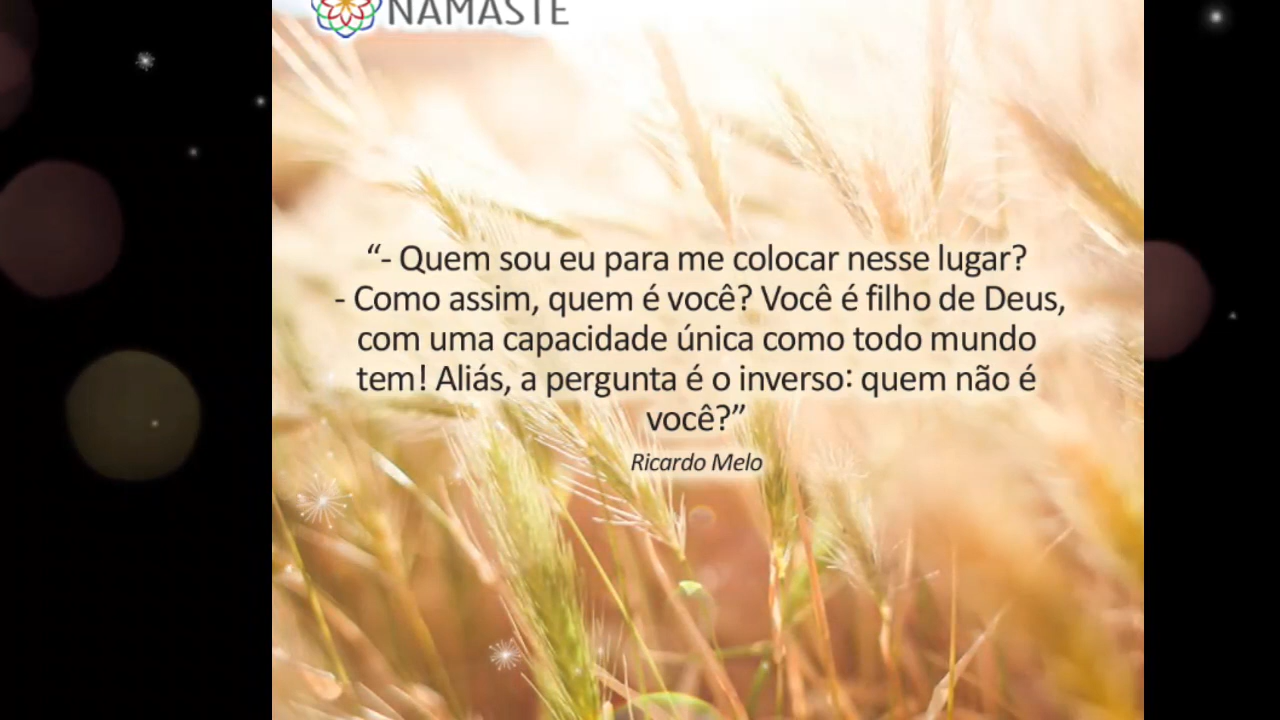 NAMASTE
“- Quem sou eu para me colocar nesse lugar?
- Como assim, quem é você? Você é filho de Deus,
com uma capacidade única como todo mundo
tem! Aliás, a pergunta é o inverso: quem não é
você?”
Ricardo Melo